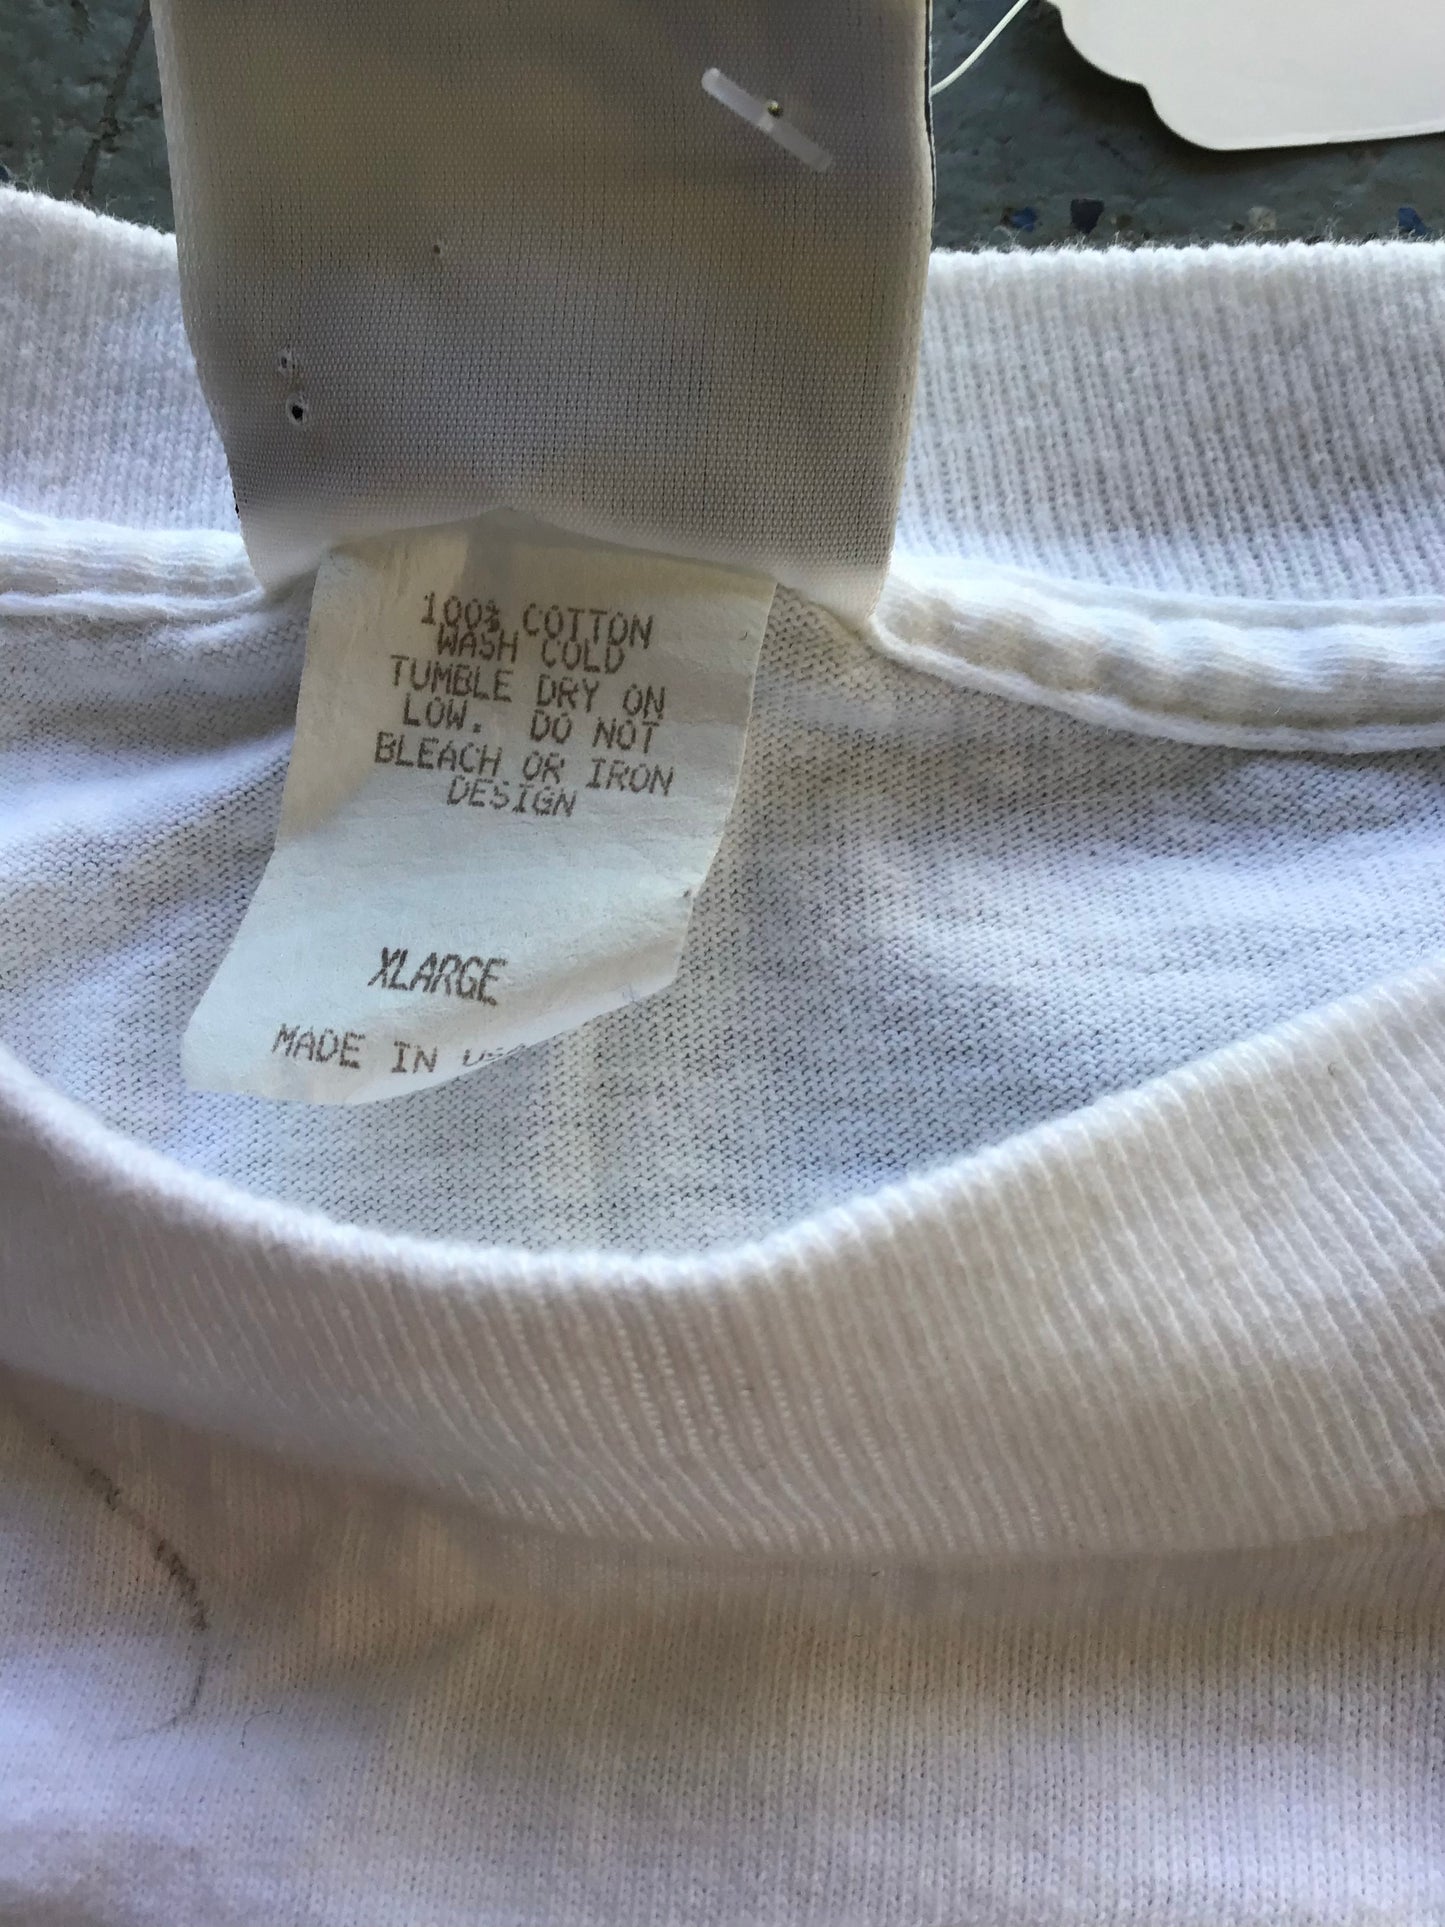 100% COTTON
WASH COLD
TUMBLE DRY ON
LOW. DO NOT
BLEACH OR IRON
DESIGN
XLARGE
MADE IN